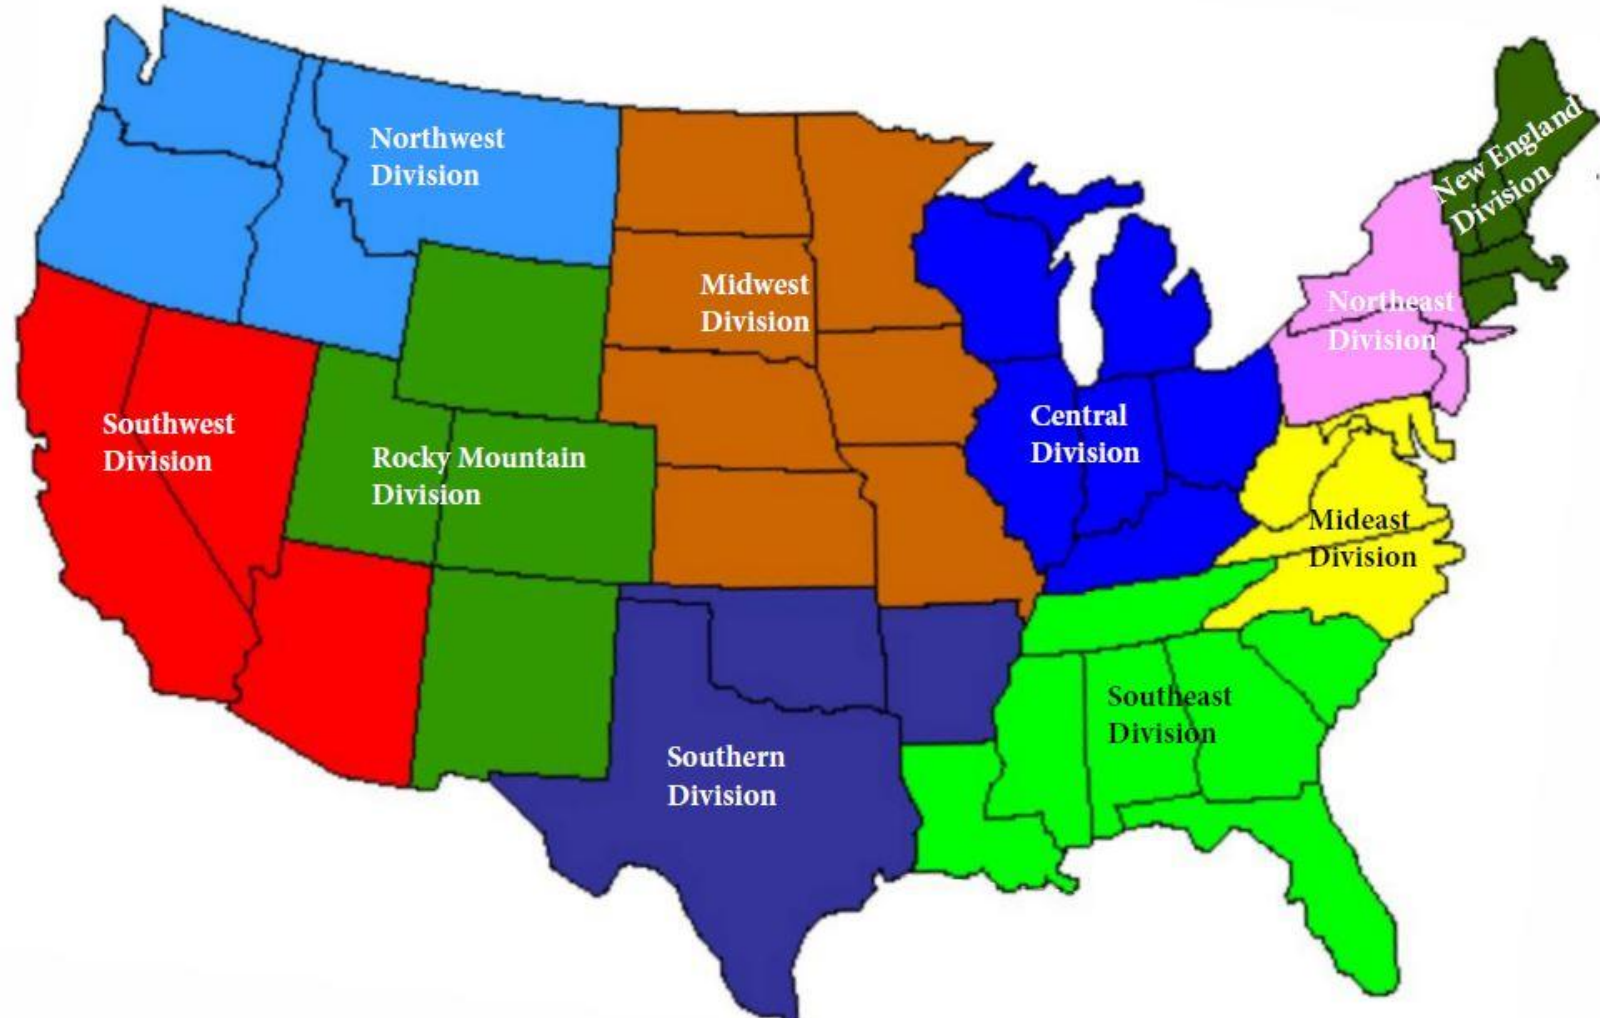 Northwest
Division
New England
Division
Midwest
Division
Northeast
Division
Southwest
Division
Rocky Mountain
Division
Central
Division
Mideast
Division
Southeast
Division
Southern
Division